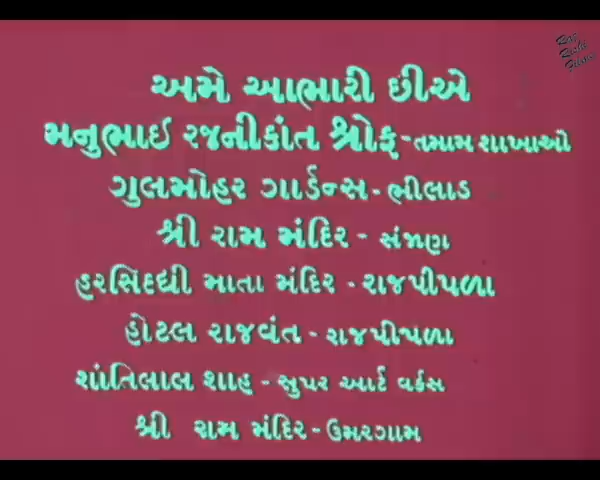 અમે આભારી છીએ
મનુભાઈ રજનીકાંત શ્રોફ - તમામ શાખાઓ
ગુલમોહર ગાર્ડન્સ - ભીલાડ
શ્રી રામ મંદિર - સંજાણ
હરસિદ્ધી માતા મંદિર - રાજપીપળા
હોટલ રાજવંત - રાજપીપળા
શાંતિલાલ શાહ - સુપર આર્ટ વર્કસ
શ્રી રામ મંદિર - ઉમરગામ